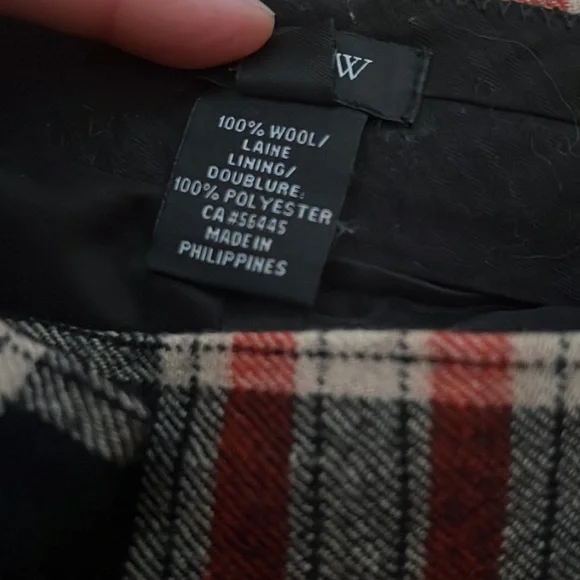 W
100% WOOL/
LAINE
LINING/
DOUBLURE:
100% POLYESTER
CA#56445
MADE IN
PHILIPPINES